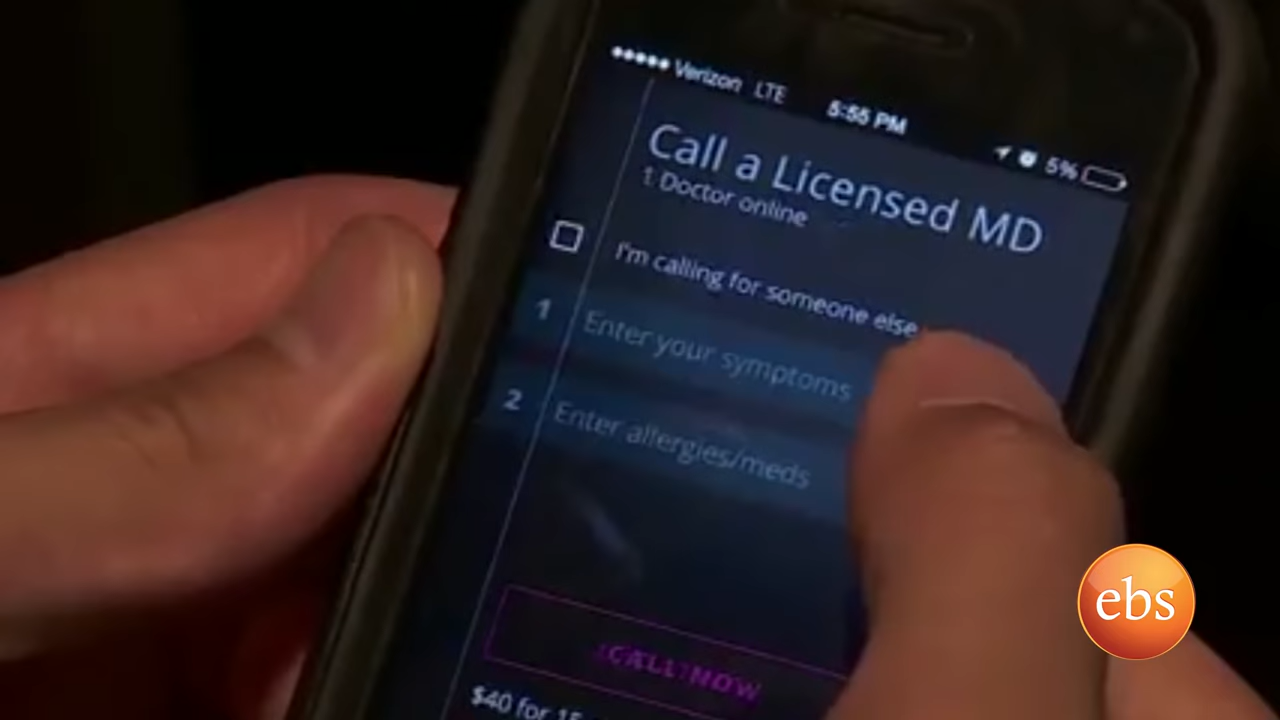 Verizon LTE 5:55 PM 5%
Call a Licensed MD
1 Doctor online
I'm calling for someone else
1 Enter your symptoms
2 Enter allergies/meds
CALL NOW
$40 for 15
ebs